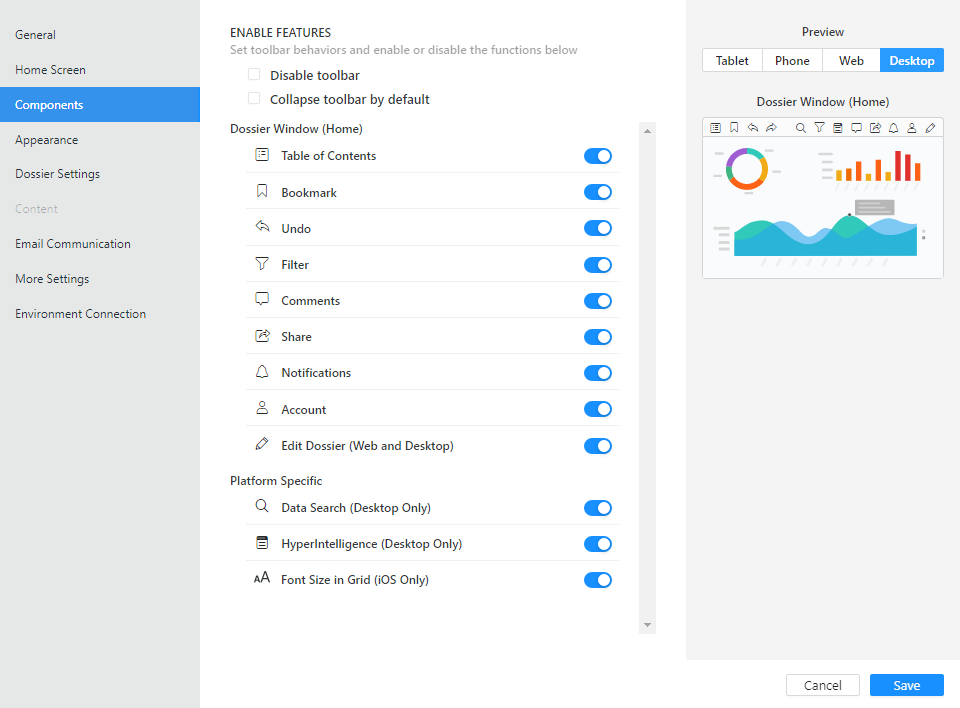 General
Home Screen
Components
Appearance
Dossier Settings
Content
Email Communication
More Settings
Environment Connection
ENABLE FEATURES
Set toolbar behaviors and enable or disable the functions below
Disable toolbar
Collapse toolbar by default
Dossier Window (Home)
Table of Contents
Bookmark
Undo
Filter
Comments
Share
Notifications
Account
Edit Dossier (Web and Desktop)
Platform Specific
Data Search (Desktop Only)
HyperIntelligence (Desktop Only)
AA Font Size in Grid (iOS Only)
Preview
Tablet Phone Web Desktop
Dossier Window (Home)
Cancel Save